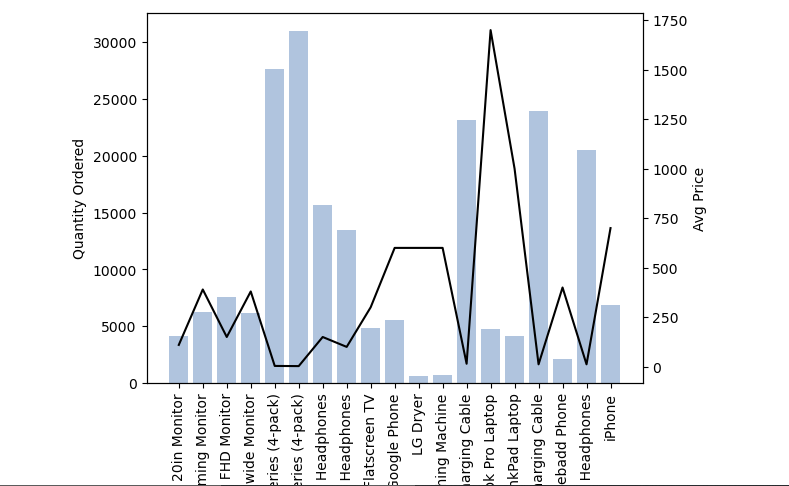 30000
25000
20000
15000
10000
5000
0
Quantity Ordered
1750
1500
1250
1000
750
500
250
0
Avg Price
20in Monitor
ming Monitor
FHD Monitor
wide Monitor
eries (4-pack)
eries (4-pack)
Headphones
Headphones
Flatscreen TV
Google Phone
LG Dryer
hing Machine
harging Cable
ok Pro Laptop
nkPad Laptop
harging Cable
ebadd Phone
Headphones
iPhone